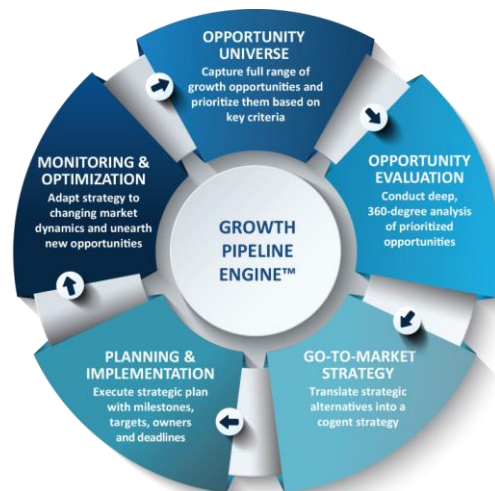 OPPORTUNITY
UNIVERSE
Capture full range of
growth opportunities and
prioritize them based on
key criteria
OPPORTUNITY
EVALUATION
Conduct deep,
360-degree analysis
of prioritized
opportunities
GO-TO-MARKET
STRATEGY
Translate strategic
alternatives into a
cogent strategy
PLANNING &
IMPLEMENTATION
Execute strategic plan
with milestones,
targets, owners
and deadlines
MONITORING &
OPTIMIZATION
Adapt strategy to
changing market
dynamics and unearth
new opportunities
GROWTH
PIPELINE
ENGINE™